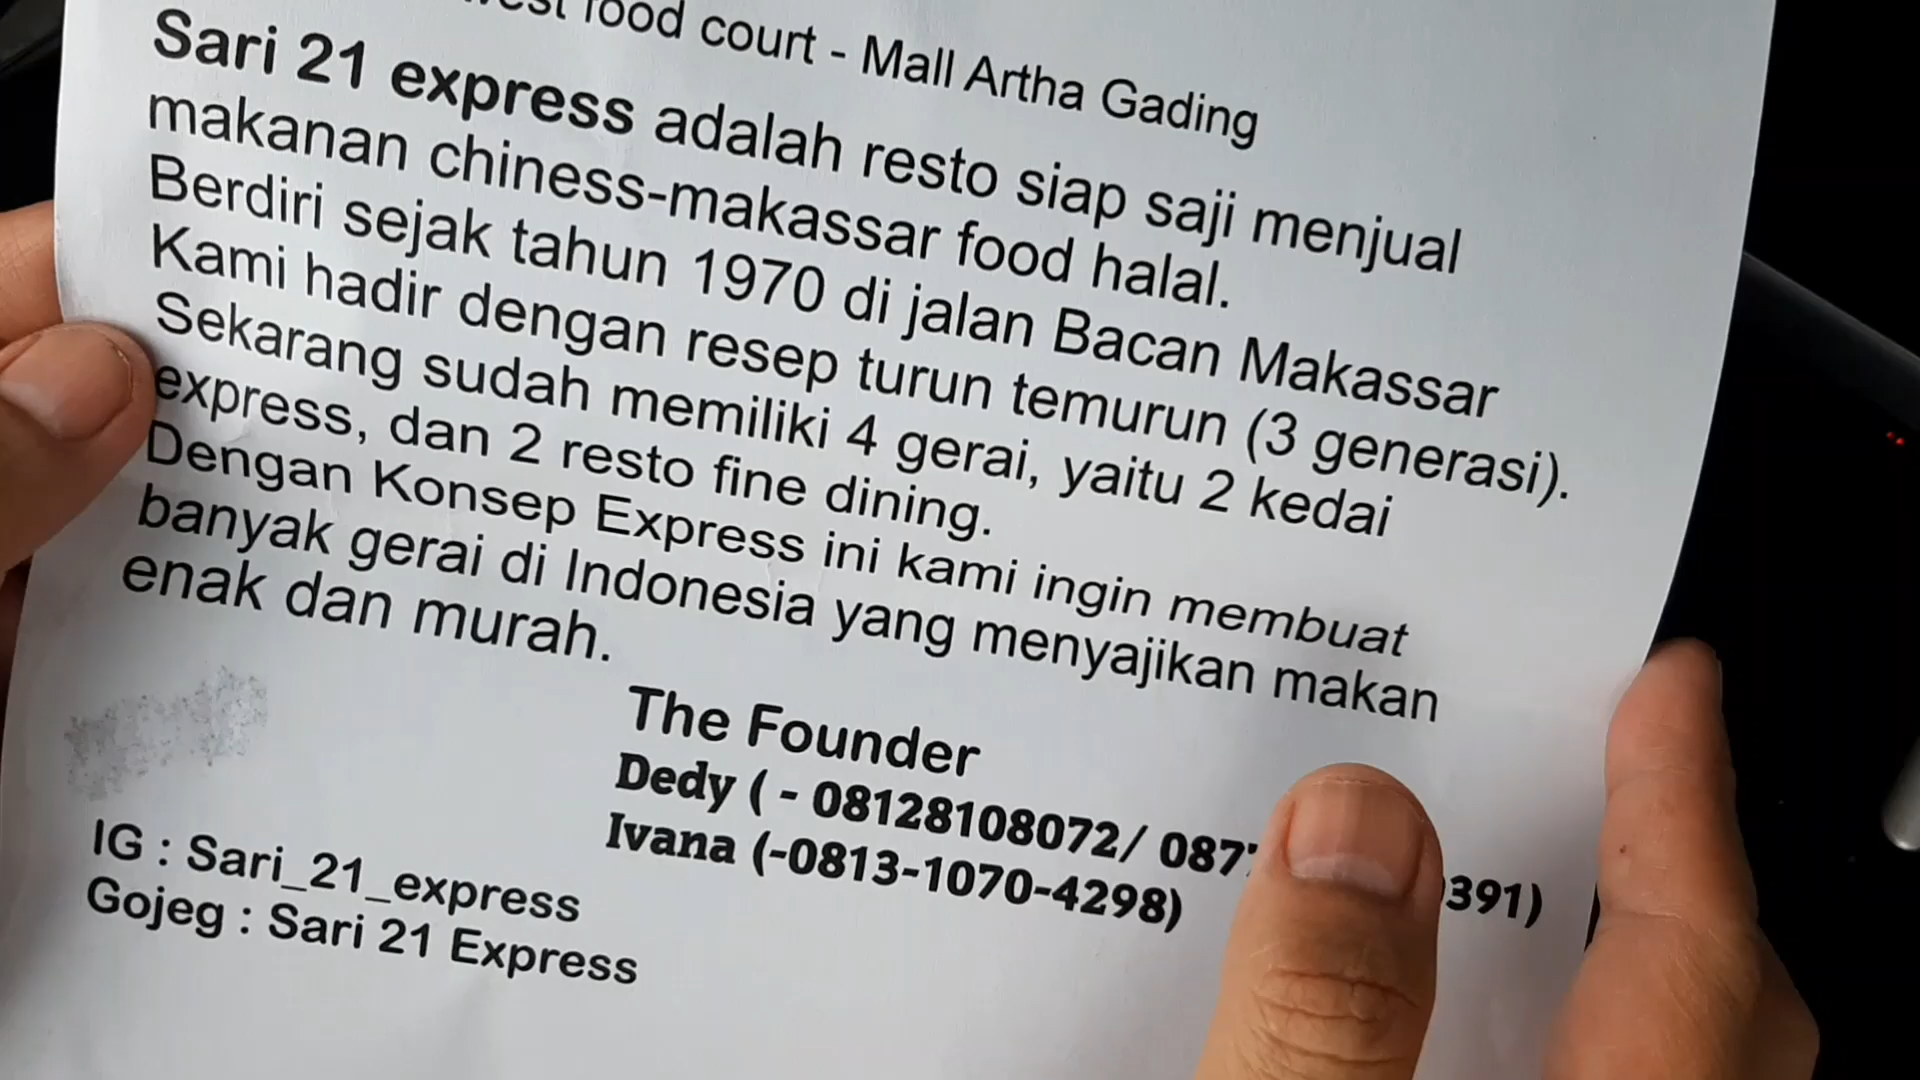 food court - Mall Artha Gading
Sari 21 express adalah resto siap saji menjual
makanan chiness-makassar food halal.
Berdiri sejak tahun 1970 di jalan Bacan Makassar
Kami hadir dengan resep turun temurun (3 generasi).
Sekarang sudah memiliki 4 gerai, yaitu 2 kedai
express, dan 2 resto fine dining.
Dengan Konsep Express ini kami ingin membuat
banyak gerai di Indonesia yang menyajikan makan
enak dan murah.
The Founder
Dedy ( - 08128108072/ 087 391)
Ivana (-0813-1070-4298)
IG : Sari_21_express
Gojeg : Sari 21 Express